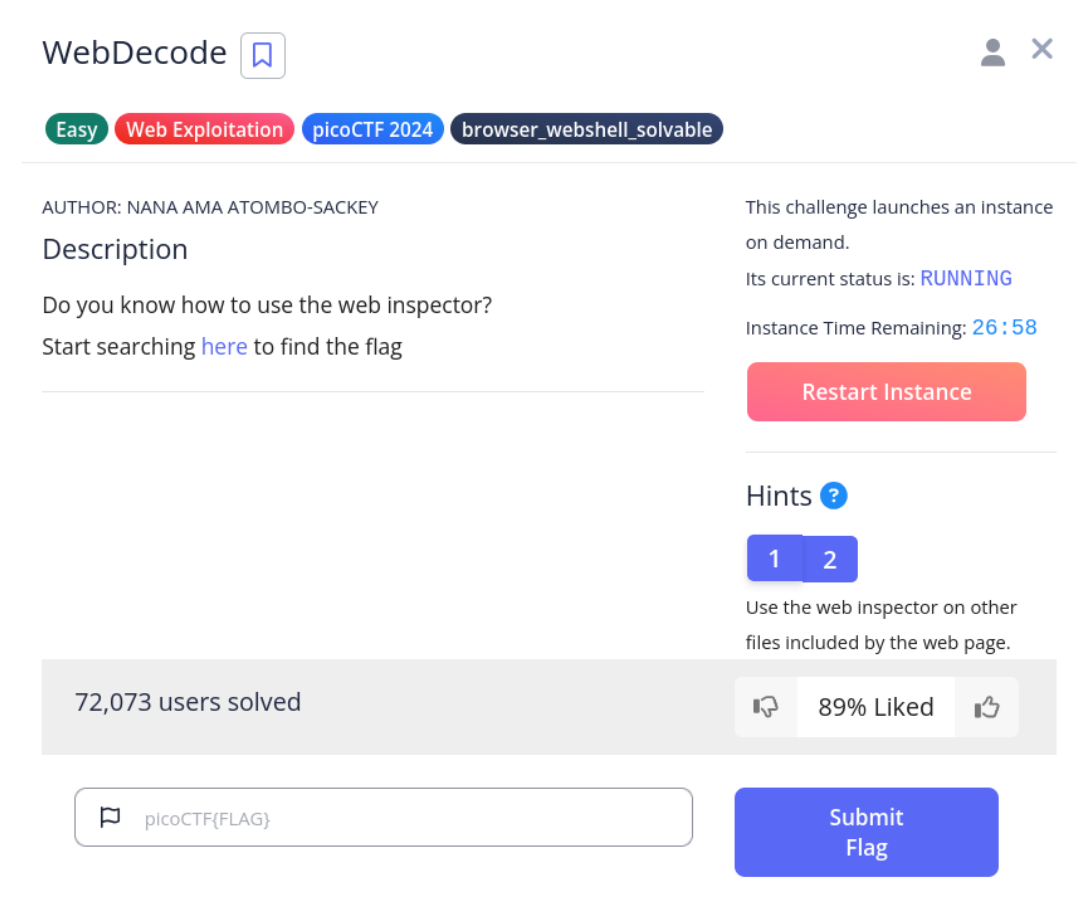 WebDecode
Easy Web Exploitation picoCTF 2024 browser_webshell_solvable
AUTHOR: NANA AMA ATOMBO-SACKEY
Description
Do you know how to use the web inspector?
Start searching here to find the flag
This challenge launches an instance
on demand.
Its current status is: RUNNING
Instance Time Remaining: 26:58
Restart Instance
Hints ?
1 2
Use the web inspector on other
files included by the web page.
72,073 users solved
89% Liked
picoCTF{FLAG}
Submit
Flag